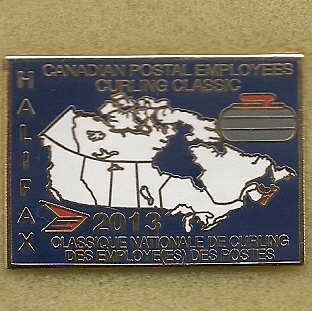 CANADIAN POSTAL EMPLOYEES
CURLING CLASSIC
HALIFAX
2013
CLASSIQUE NATIONALE DE CURLING
DES EMPLOYE(ES) DES POSTES